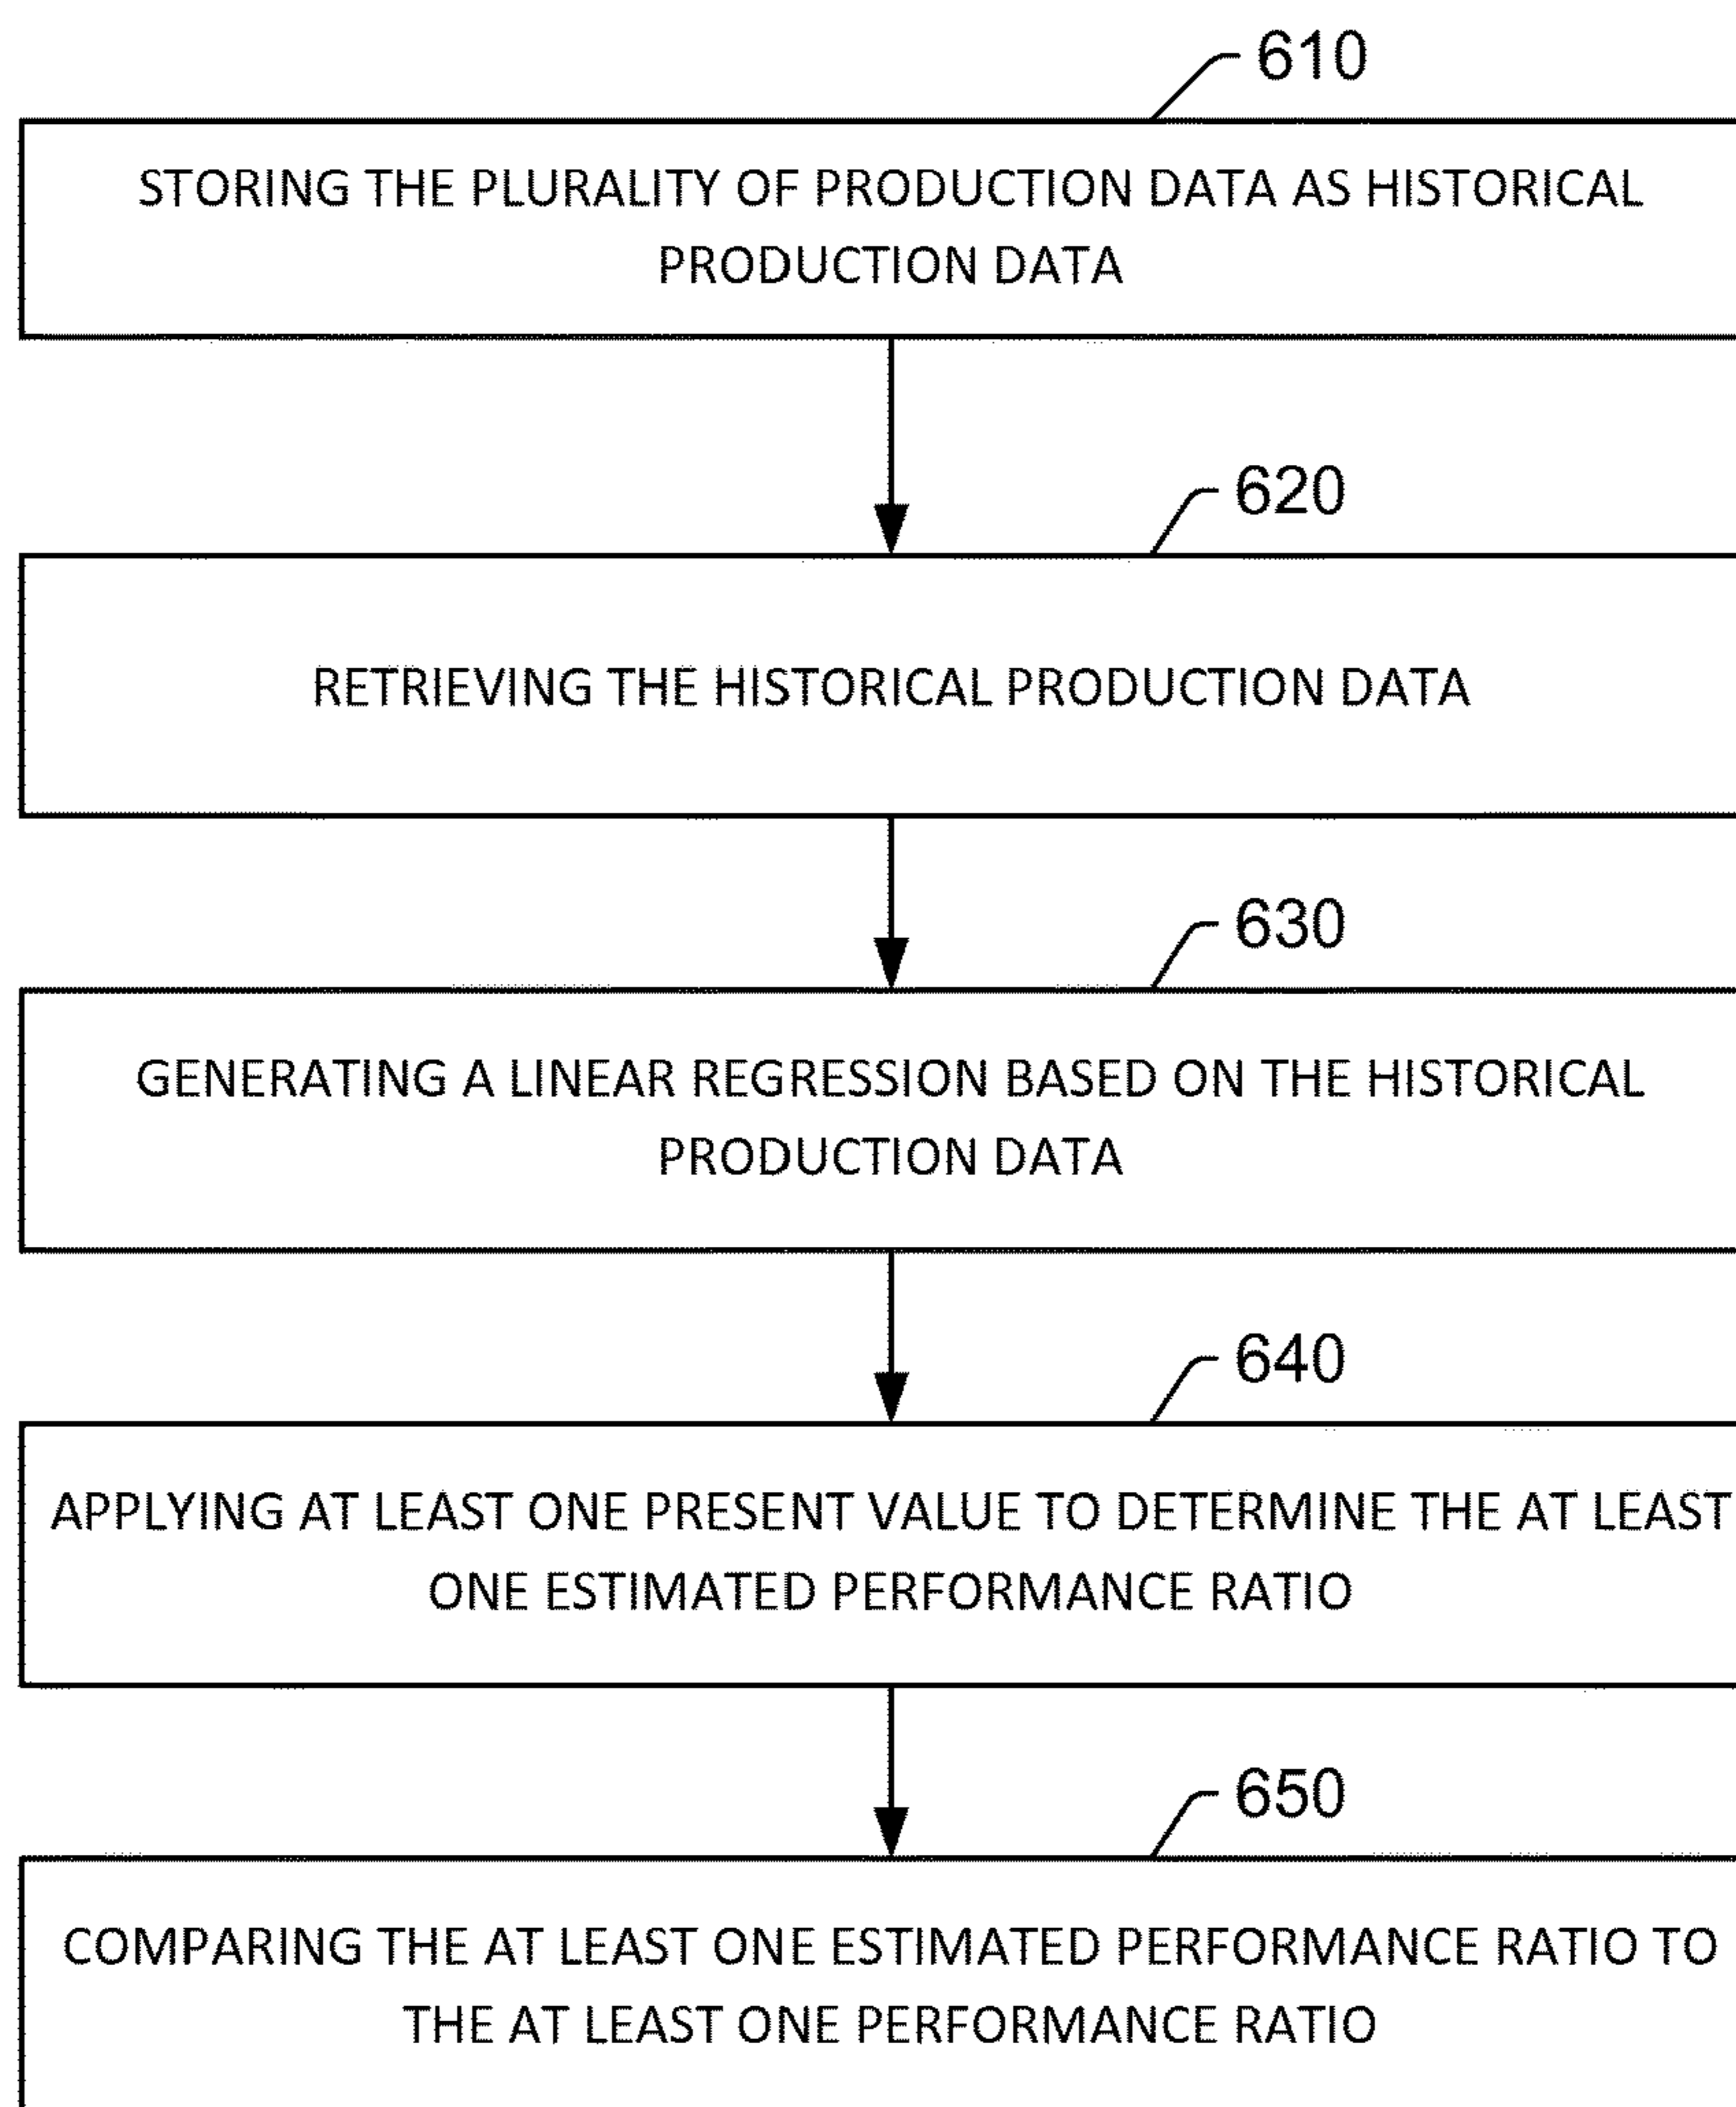 610
STORING THE PLURALITY OF PRODUCTION DATA AS HISTORICAL
PRODUCTION DATA
620
RETRIEVING THE HISTORICAL PRODUCTION DATA
630
GENERATING A LINEAR REGRESSION BASED ON THE HISTORICAL
PRODUCTION DATA
640
APPLYING AT LEAST ONE PRESENT VALUE TO DETERMINE THE AT LEAST
ONE ESTIMATED PERFORMANCE RATIO
650
COMPARING THE AT LEAST ONE ESTIMATED PERFORMANCE RATIO TO
THE AT LEAST ONE PERFORMANCE RATIO